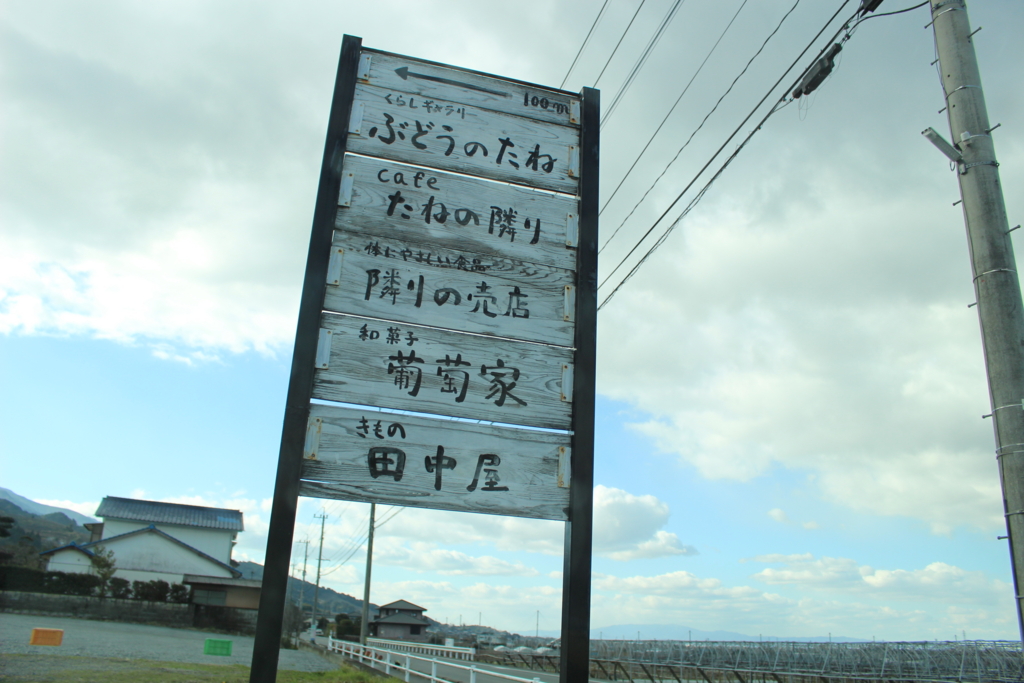 ← 100m
くらしギャラリー
ぶどうのたね
cafe
たねの隣り
体にやさしい食品
隣りの売店
和菓子
葡萄家
きもの
田中屋